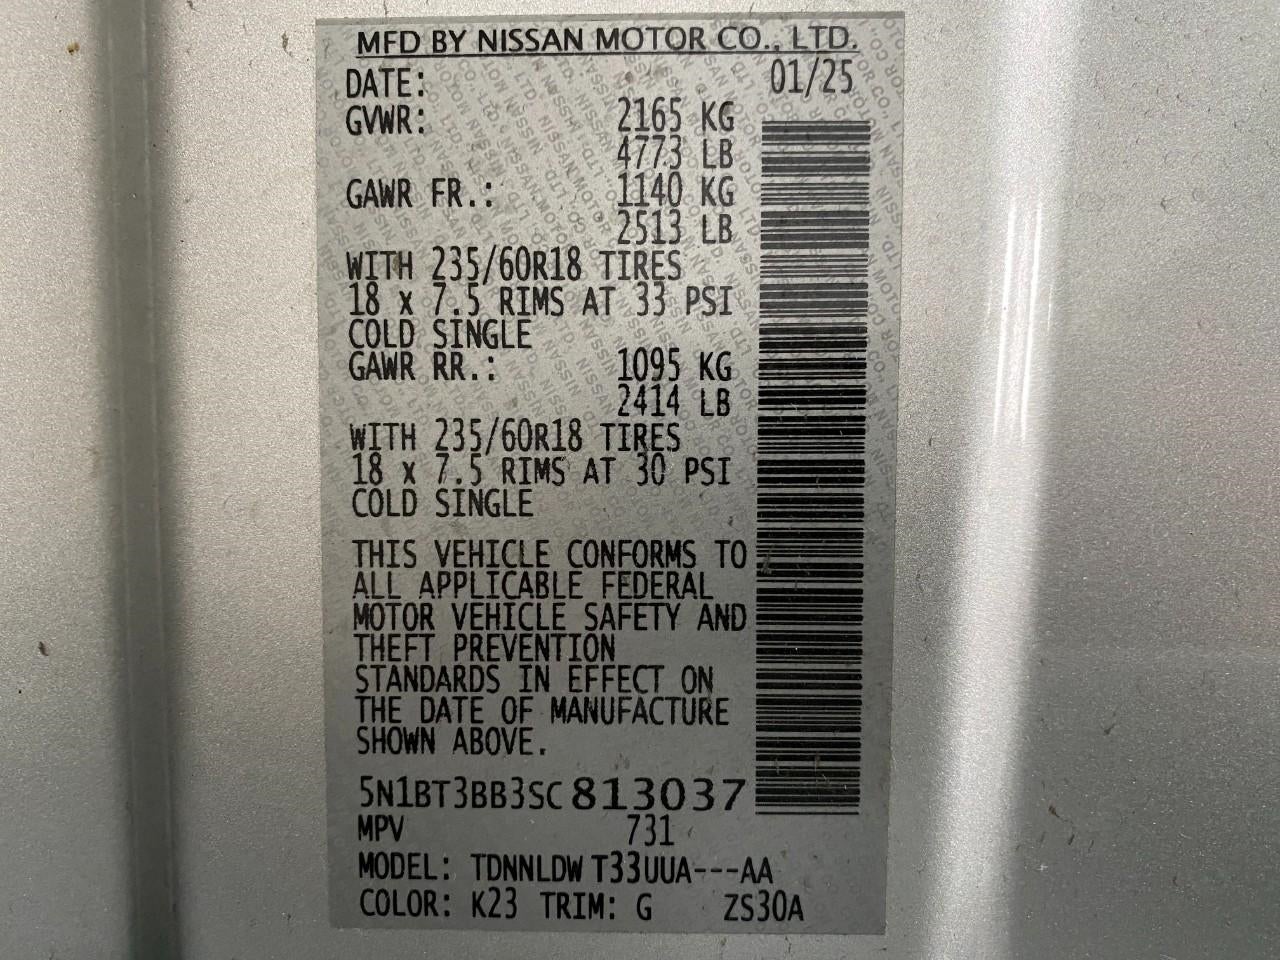 MFD BY NISSAN MOTOR CO., LTD.
DATE: 01/25
GVWR: 2165 KG
4773 LB
GAWR FR.: 1140 KG
2513 LB
WITH 235/60R18 TIRES
18 x 7.5 RIMS AT 33 PSI
COLD SINGLE
GAWR RR.: 1095 KG
2414 LB
WITH 235/60R18 TIRES
18 x 7.5 RIMS AT 30 PSI
COLD SINGLE
THIS VEHICLE CONFORMS TO
ALL APPLICABLE FEDERAL
MOTOR VEHICLE SAFETY AND
THEFT PREVENTION
STANDARDS IN EFFECT ON
THE DATE OF MANUFACTURE
SHOWN ABOVE.
5N1BT3BB3SC813037
MPV 731
MODEL: TDNNLDW T33UUA---AA
COLOR: K23 TRIM: G ZS30A